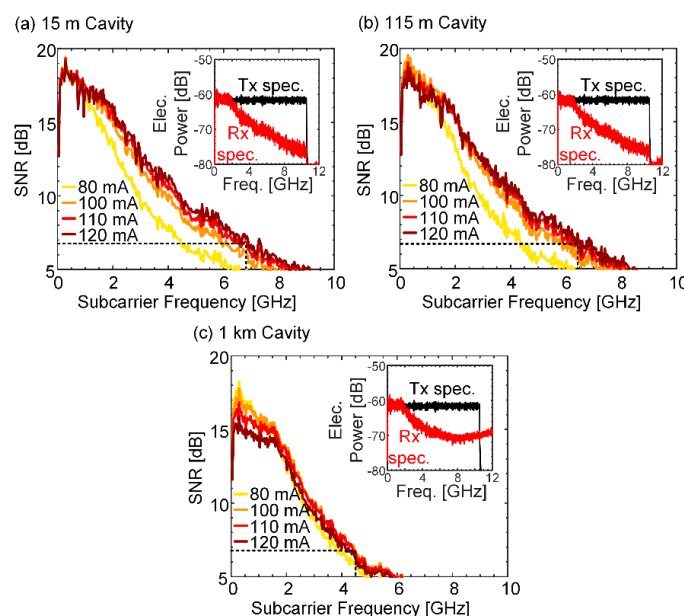 (a) 15 m Cavity
20
15
10
5
SNR [dB]
0 2 4 6 8 10
Subcarrier Frequency [GHz]
80 mA
100 mA
110 mA
120 mA
Elec.
Power [dB]
-50
-60
-70
-80
Tx spec.
Rx
spec.
0 4 8 12
Freq. [GHz]
(b) 115 m Cavity
20
15
10
5
SNR [dB]
0 2 4 6 8 10
Subcarrier Frequency [GHz]
80 mA
100 mA
110 mA
120 mA
Elec.
Power [dB]
-50
-60
-70
-80
Tx spec.
Rx
spec.
0 4 8 12
Freq. [GHz]
(c) 1 km Cavity
20
15
10
5
SNR [dB]
0 2 4 6 8 10
Subcarrier Frequency [GHz]
80 mA
100 mA
110 mA
120 mA
Elec.
Power [dB]
-50
-60
-70
-80
Tx spec.
Rx
spec.
0 4 8 12
Freq. [GHz]